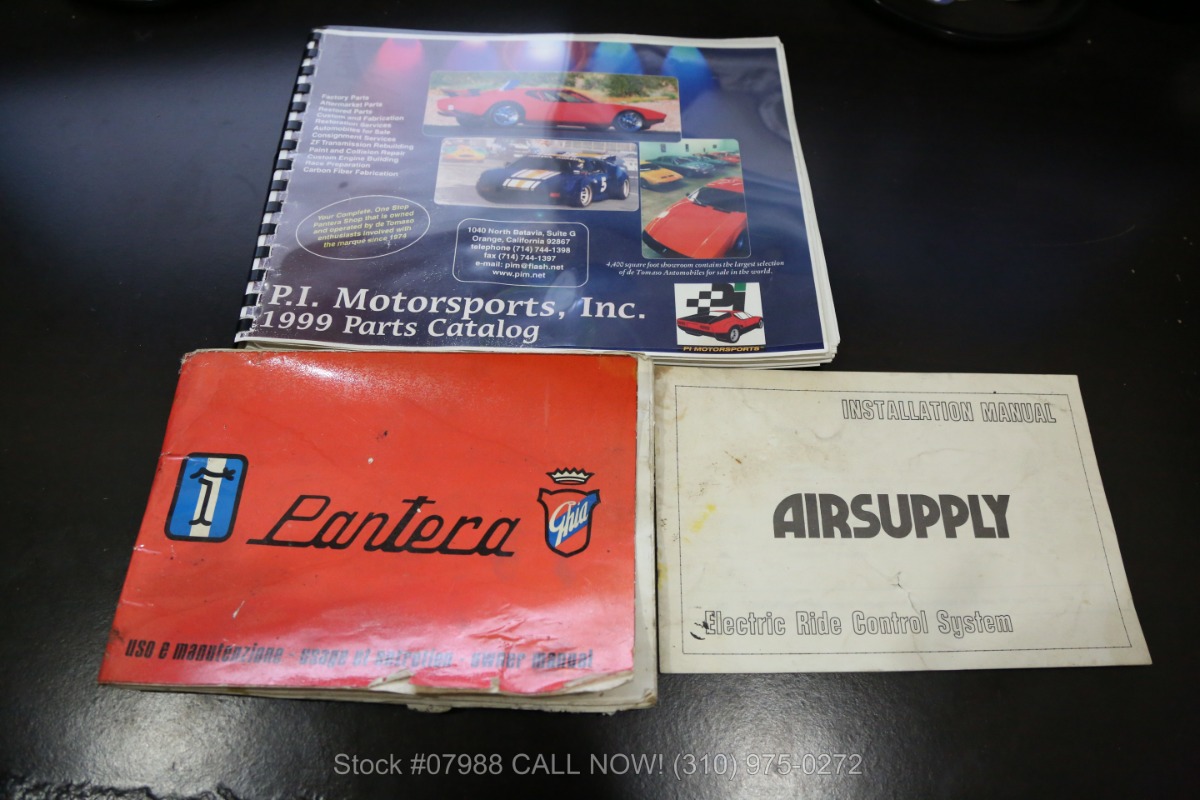 Factory Parts
Aftermarket Parts
Restored Parts
Custom and Fabrication
Restoration Services
Automobiles for Sale
Consignment Services
ZF Transmission Rebuilding
Paint and Collision Repair
Custom Engine Building
Race Preparation
Carbon Fiber Fabrication
Your Complete, One Stop
Pantera Shop that is owned
and operated by de Tomaso
enthusiasts involved with
the marque since 1974
5
1040 North Batavia, Suite G
Orange, California 92867
telephone (714) 744-1398
fax (714) 744-1397
e-mail: pim@flash.net
www.pim.net
4,400 square foot showroom contains the largest selection
of de Tomaso Automobiles for sale in the world.
P.I. Motorsports, Inc.
1999 Parts Catalog
PI
PI MOTORSPORTS
Pantera
Ghia
uso e manutenzione - usage et entretien - owner manual
INSTALLATION MANUAL
AIRSUPPLY
Electric Ride Control System
Stock #07988 CALL NOW! (310) 975-0272